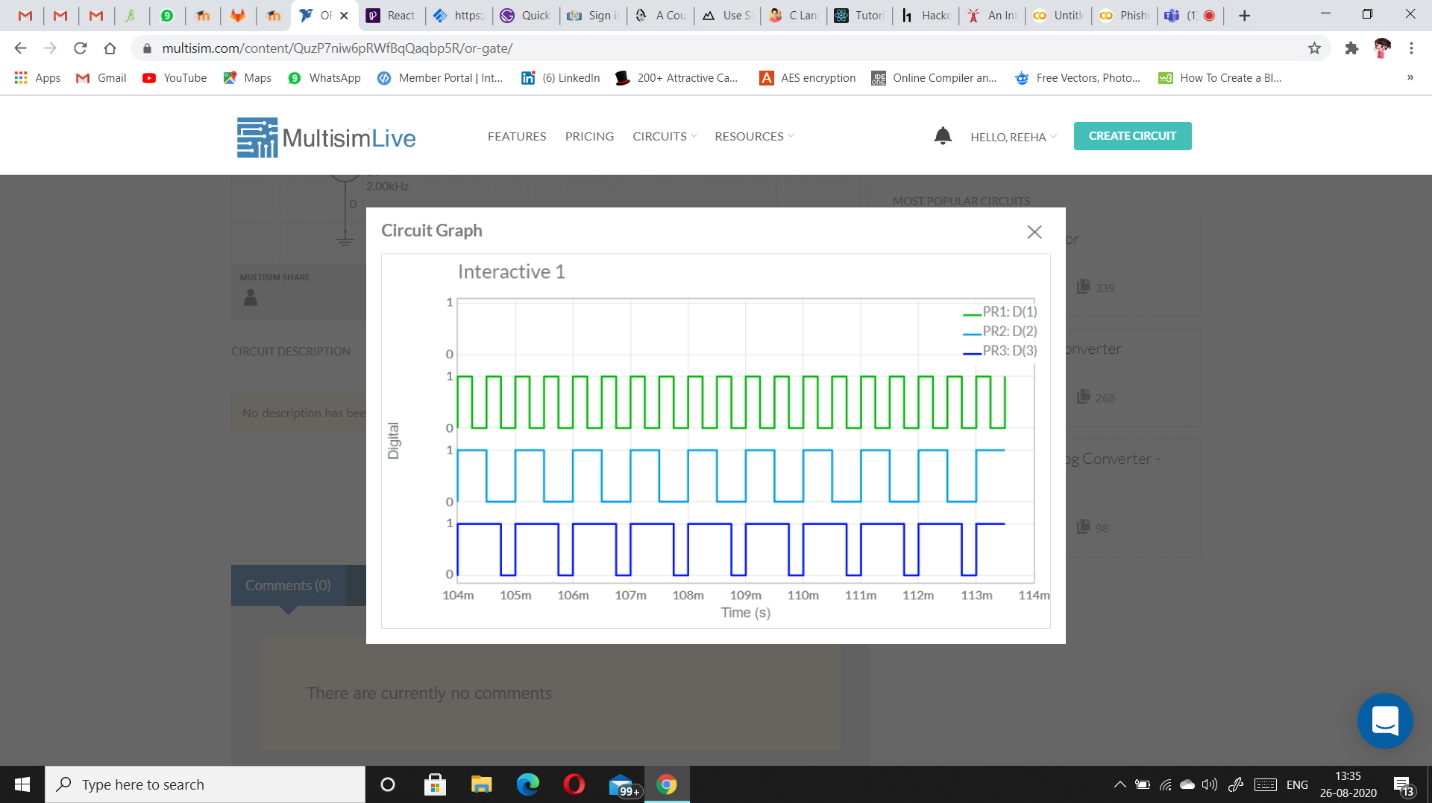 OF
React
https:
Quick
Sign i
A Cou
Use S
C Lan
Tutori
Hacke
An Int
Untitl
Phishi
(1)
multisim.com/content/QuzP7niw6pRWfBqQaqbp5R/or-gate/
Apps
Gmail
YouTube
Maps
WhatsApp
Member Portal | Int...
(6) LinkedIn
200+ Attractive Ca...
AES encryption
Online Compiler an...
Free Vectors, Photo...
How To Create a Bl...
»
MultisimLive
FEATURES
PRICING
CIRCUITS
RESOURCES
HELLO, REEHA
CREATE CIRCUIT
2.00kHz
0
MULTISIM SHARE
CIRCUIT DESCRIPTION
No description has bee
Comments (0)
There are currently no comments
MOST POPULAR CIRCUITS
or
339
onverter
268
og Converter -
98
Circuit Graph
Interactive 1
PR1: D(1)
PR2: D(2)
PR3: D(3)
Digital
1
0
1
0
1
0
1
0
104m 105m 106m 107m 108m 109m 110m 111m 112m 113m 114m
Time (s)
Type here to search
99+
ENG
13:35
26-08-2020
13